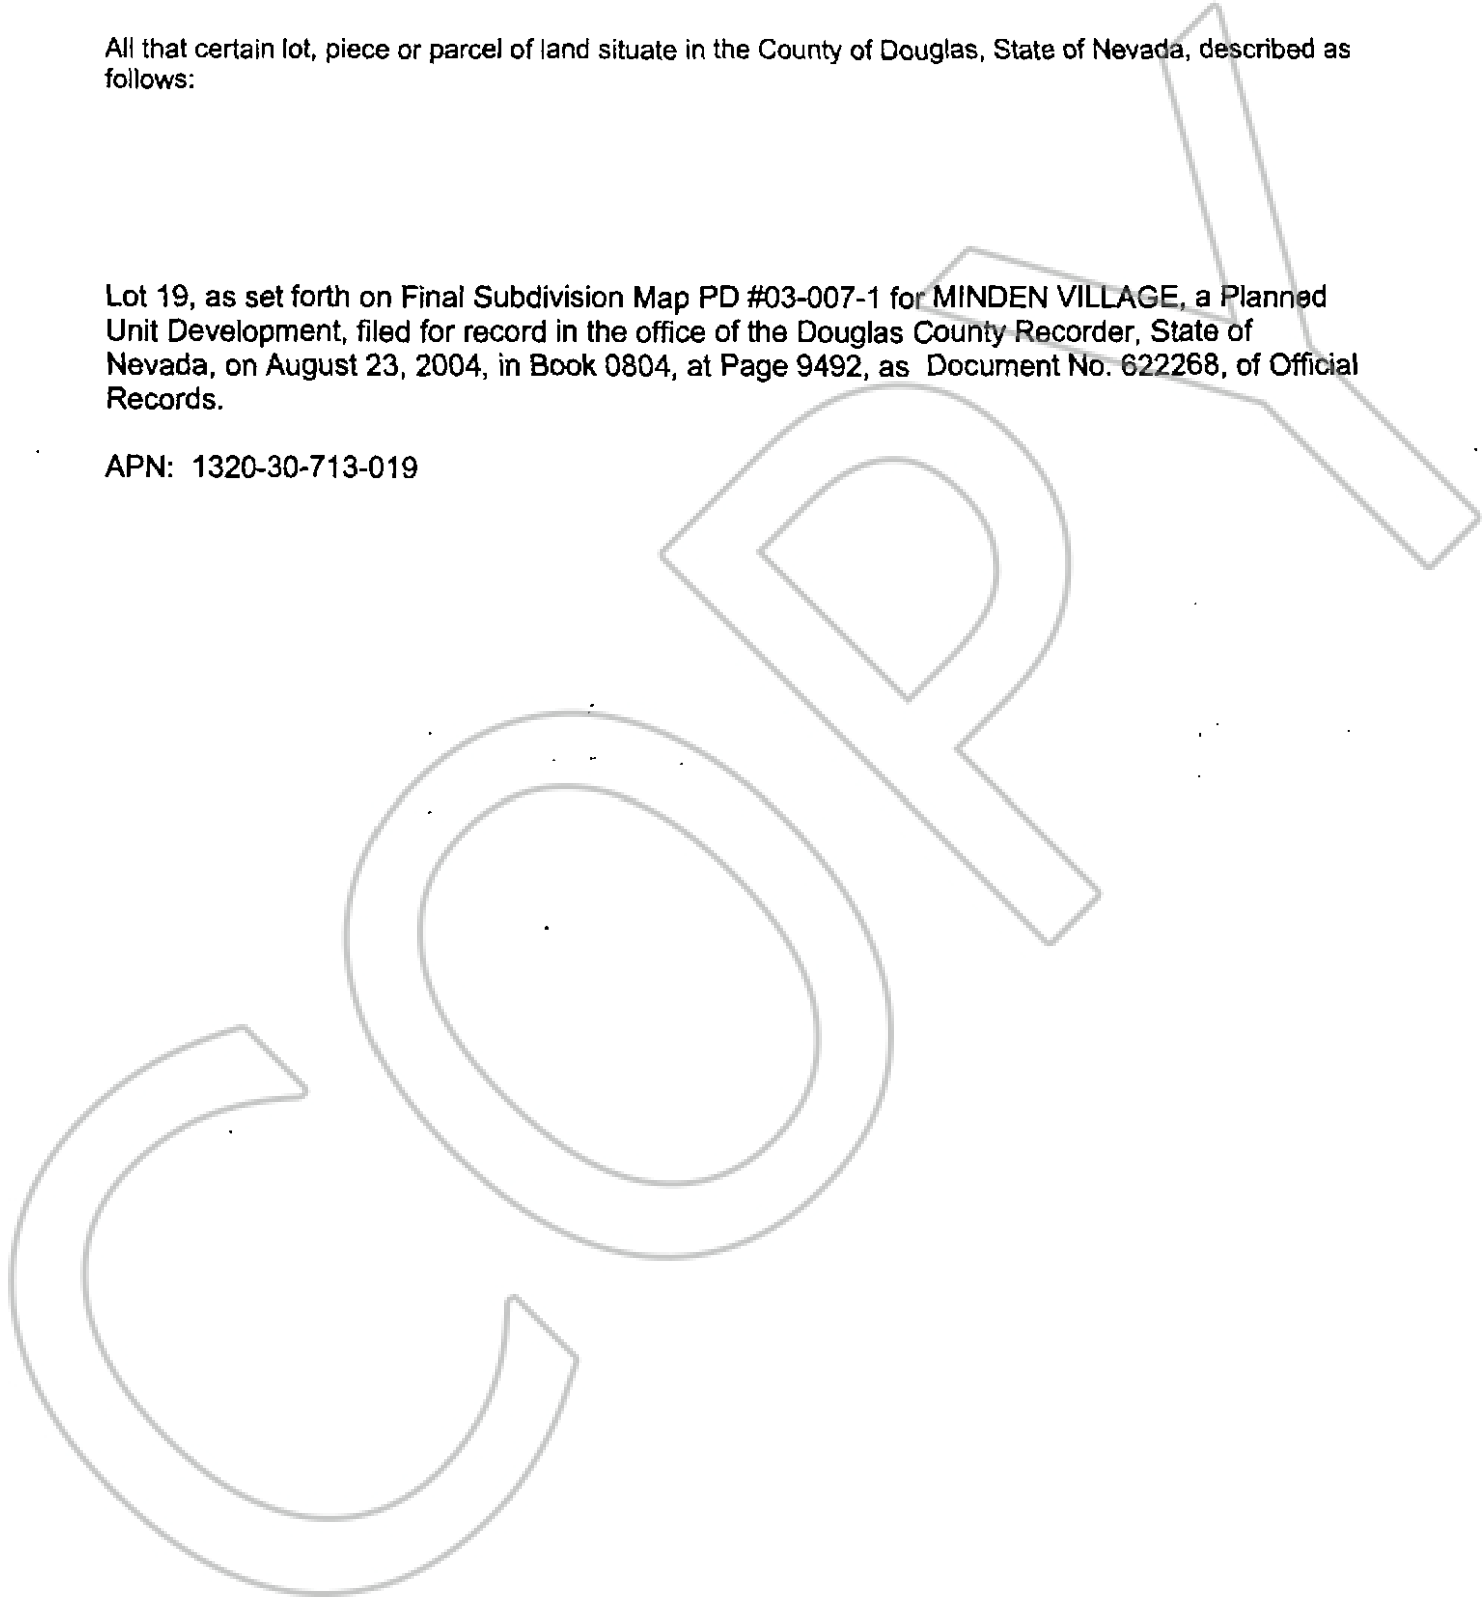 All that certain lot, piece or parcel of land situate in the County of Douglas, State of Nevada, described as
follows:
Lot 19, as set forth on Final Subdivision Map PD #03-007-1 for MINDEN VILLAGE, a Planned
Unit Development, filed for record in the office of the Douglas County Recorder, State of
Nevada, on August 23, 2004, in Book 0804, at Page 9492, as Document No. 622268, of Official
Records.
APN: 1320-30-713-019
COPY